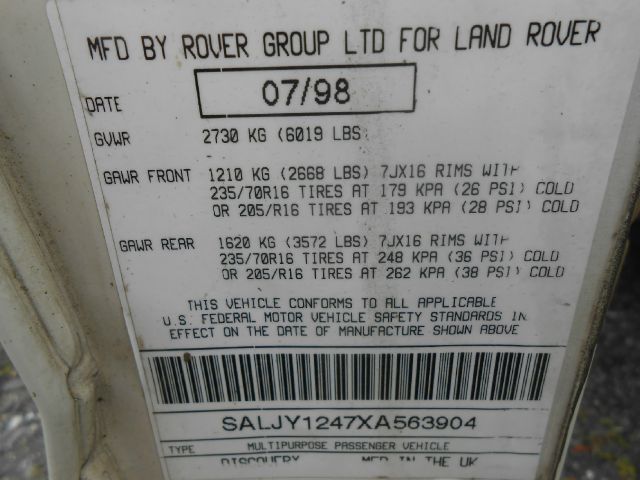 MFD BY ROVER GROUP LTD FOR LAND ROVER
DATE 07/98
GVWR 2730 KG (6019 LBS)
GAWR FRONT 1210 KG (2668 LBS) 7JX16 RIMS WITH
235/70R16 TIRES AT 179 KPA (26 PSI) COLD
OR 205/R16 TIRES AT 193 KPA (28 PSI) COLD
GAWR REAR 1620 KG (3572 LBS) 7JX16 RIMS WITH
235/70R16 TIRES AT 248 KPA (36 PSI) COLD
OR 205/R16 TIRES AT 262 KPA (38 PSI) COLD
THIS VEHICLE CONFORMS TO ALL APPLICABLE
U.S. FEDERAL MOTOR VEHICLE SAFETY STANDARDS IN
EFFECT ON THE DATE OF MANUFACTURE SHOWN ABOVE
SALJY1247XA563904
TYPE MULTIPURPOSE PASSENGER VEHICLE
DISCOVERY MFD IN THE UK